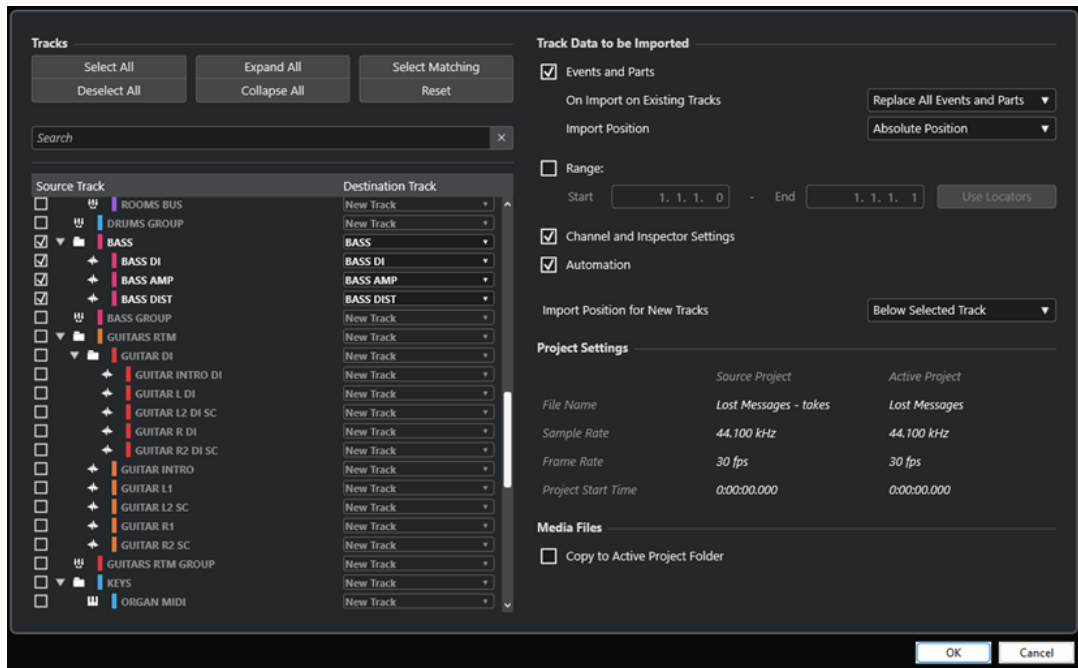 Tracks
Select All Expand All Select Matching
Deselect All Collapse All Reset
Search
Source Track Destination Track
ROOMS BUS New Track
DRUMS GROUP New Track
BASS BASS
BASS DI BASS DI
BASS AMP BASS AMP
BASS DIST BASS DIST
BASS GROUP New Track
GUITARS RTM New Track
GUITAR DI New Track
GUITAR INTRO DI New Track
GUITAR L DI New Track
GUITAR L2 DI SC New Track
GUITAR R DI New Track
GUITAR R2 DI SC New Track
GUITAR INTRO New Track
GUITAR L1 New Track
GUITAR L2 SC New Track
GUITAR R1 New Track
GUITAR R2 SC New Track
GUITARS RTM GROUP New Track
KEYS New Track
ORGAN MIDI New Track
Track Data to be Imported
Events and Parts
On Import on Existing Tracks Replace All Events and Parts
Import Position Absolute Position
Range:
Start 1. 1. 1. 0 - End 1. 1. 1. 1 Use Locators
Channel and Inspector Settings
Automation
Import Position for New Tracks Below Selected Track
Project Settings
Source Project Active Project
File Name Lost Messages - takes Lost Messages
Sample Rate 44.100 kHz 44.100 kHz
Frame Rate 30 fps 30 fps
Project Start Time 0:00:00.000 0:00:00.000
Media Files
Copy to Active Project Folder
OK Cancel